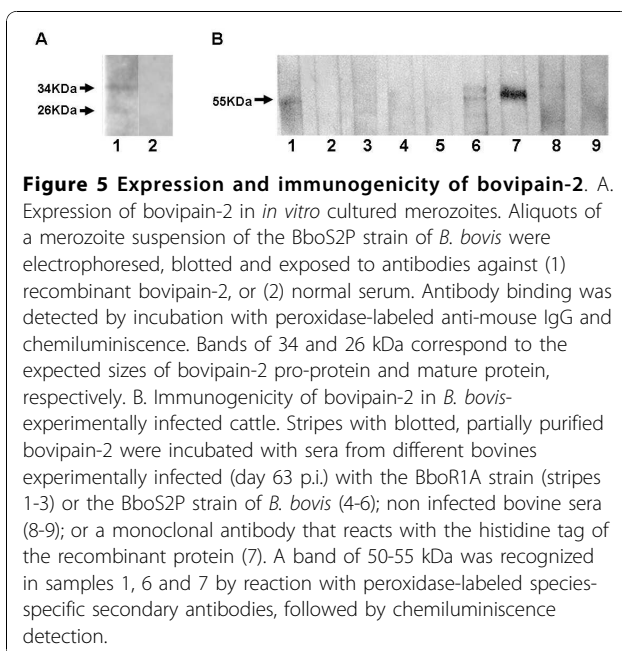 A B
34KDa
26KDa
55KDa
1 2 1 2 3 4 5 6 7 8 9
Figure 5 Expression and immunogenicity of bovipain-2. A.
Expression of bovipain-2 in in vitro cultured merozoites. Aliquots of
a merozoite suspension of the BboS2P strain of B. bovis were
electrophoresed, blotted and exposed to antibodies against (1)
recombinant bovipain-2, or (2) normal serum. Antibody binding was
detected by incubation with peroxidase-labeled anti-mouse IgG and
chemiluminiscence. Bands of 34 and 26 kDa correspond to the
expected sizes of bovipain-2 pro-protein and mature protein,
respectively. B. Immunogenicity of bovipain-2 in B. bovis-
experimentally infected cattle. Stripes with blotted, partially purified
bovipain-2 were incubated with sera from different bovines
experimentally infected (day 63 p.i.) with the BboR1A strain (stripes
1-3) or the BboS2P strain of B. bovis (4-6); non infected bovine sera
(8-9); or a monoclonal antibody that reacts with the histidine tag of
the recombinant protein (7). A band of 50-55 kDa was recognized
in samples 1, 6 and 7 by reaction with peroxidase-labeled species-
specific secondary antibodies, followed by chemiluminiscence
detection.